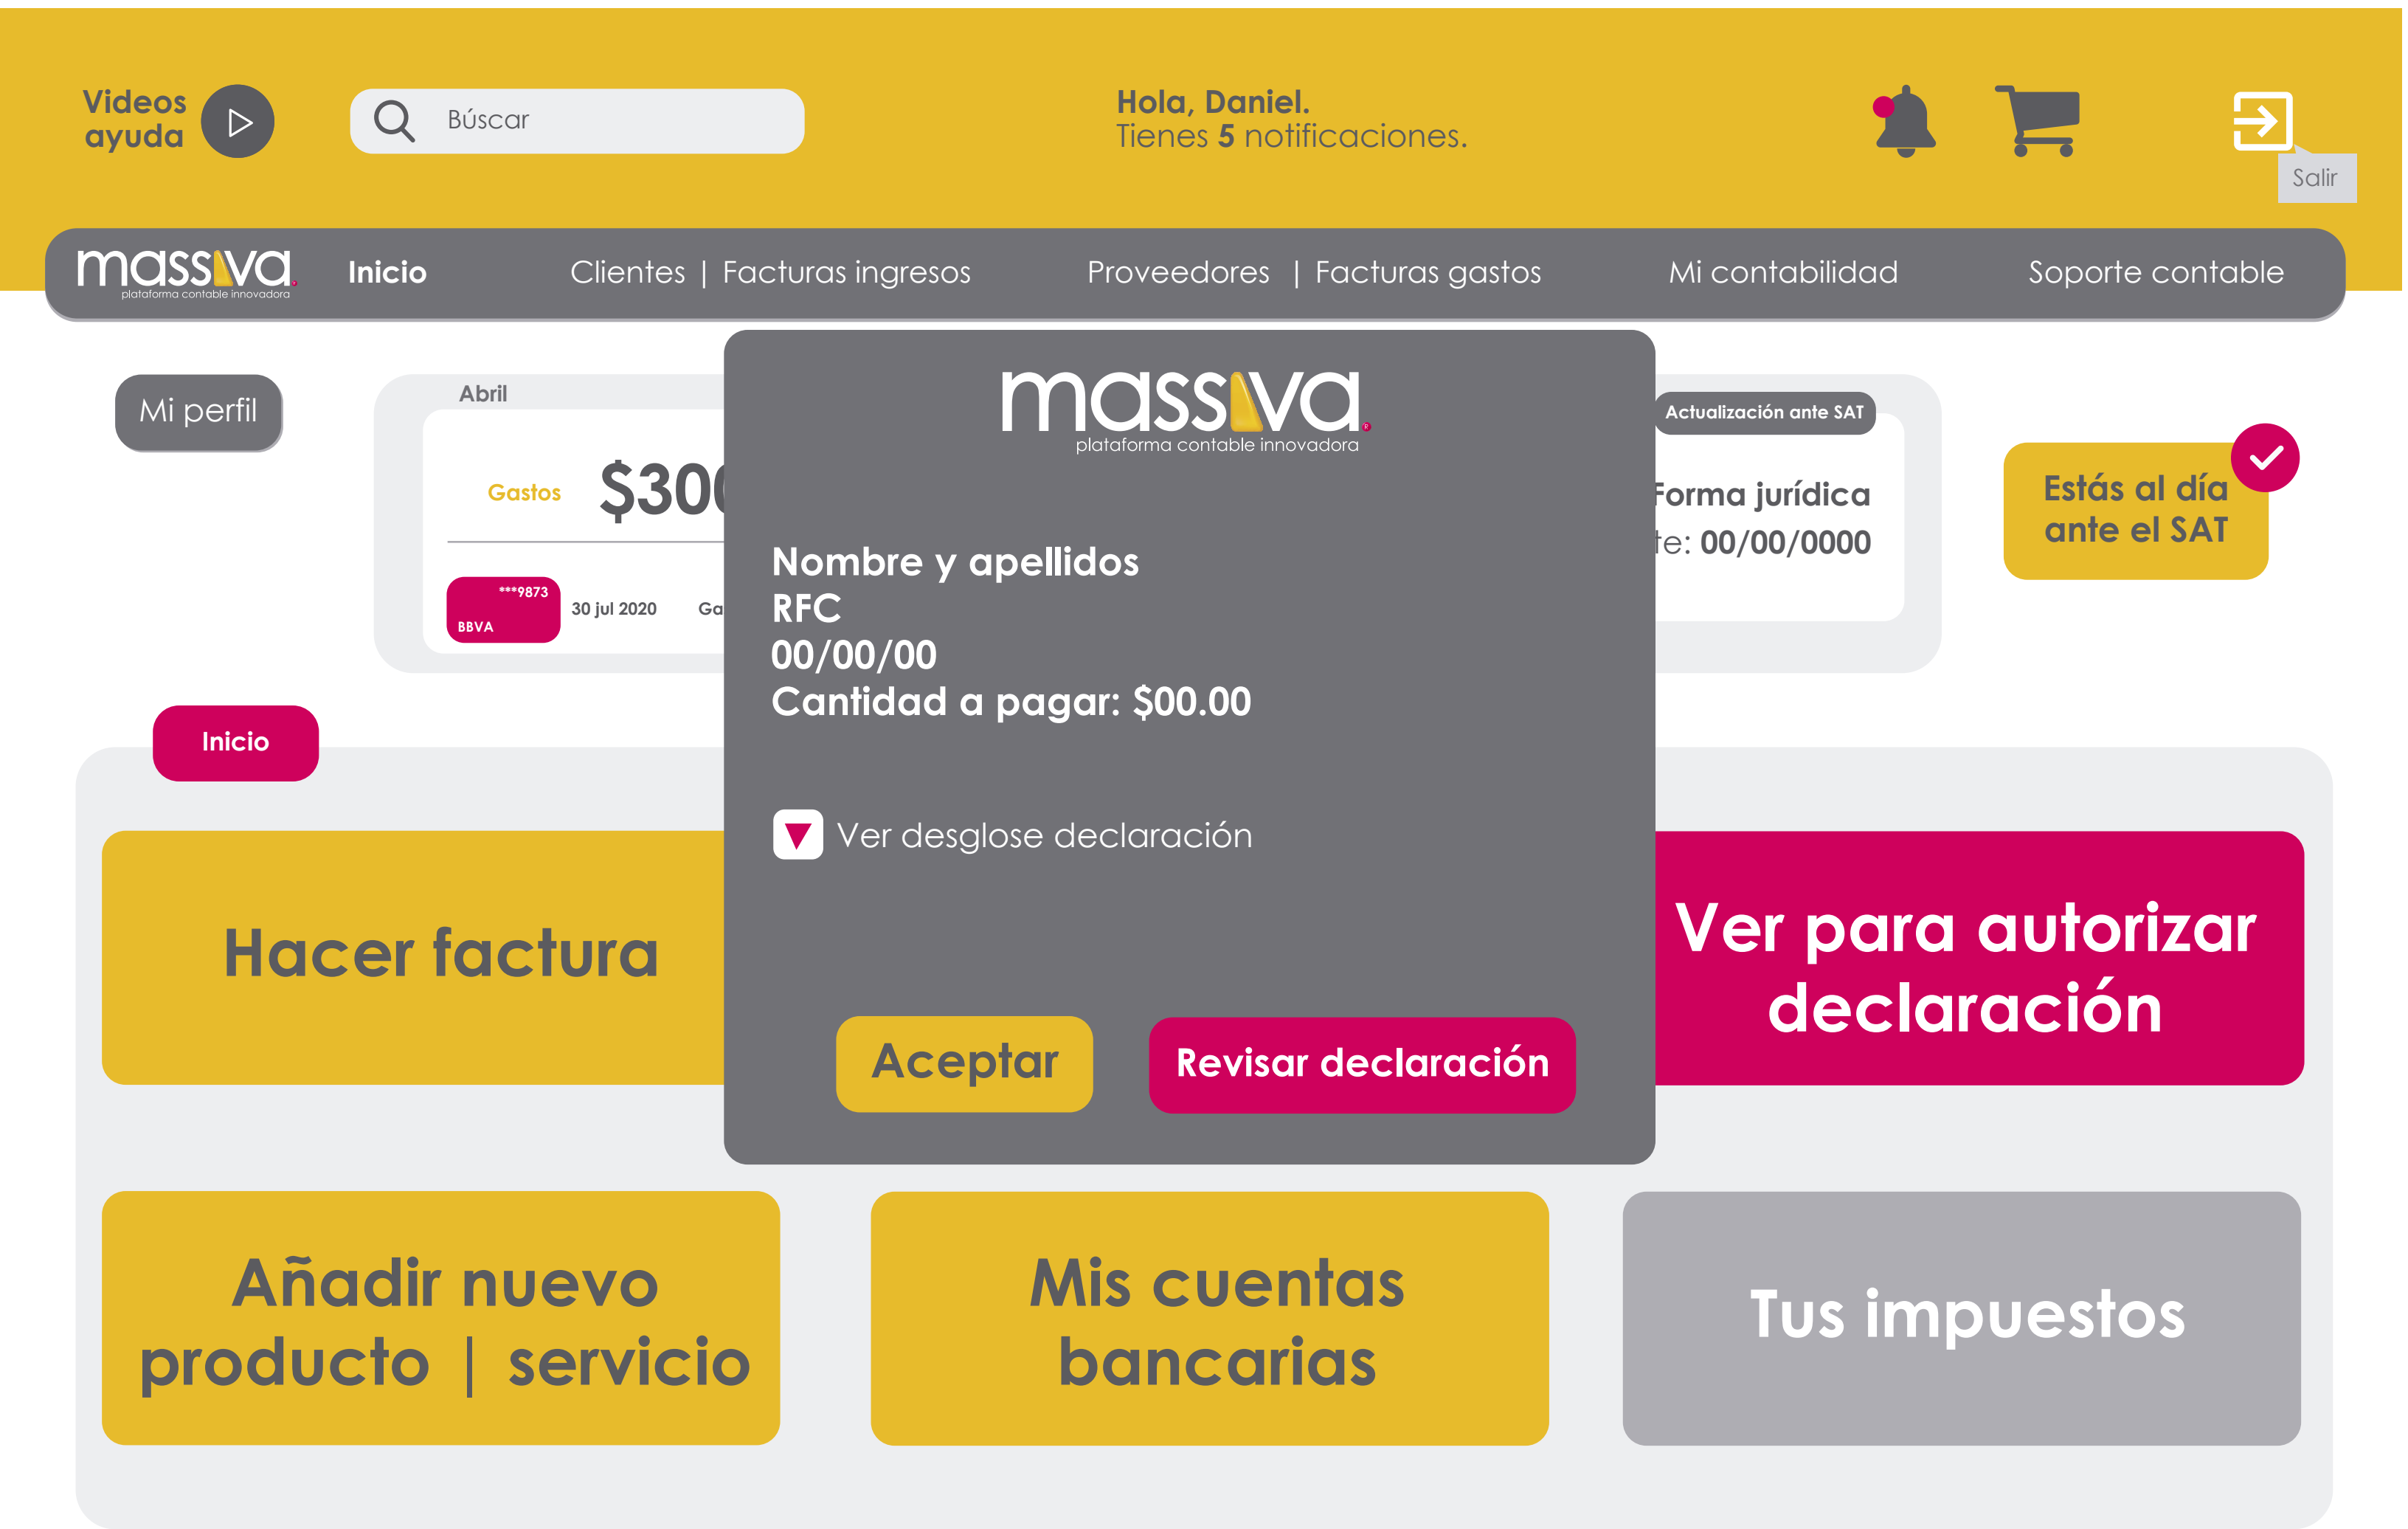 Videos
ayuda
Búscar
Hola, Daniel.
Tienes 5 notificaciones.
Salir
massiva
plataforma contable innovadora
Inicio
Clientes | Facturas ingresos
Proveedores | Facturas gastos
Mi contabilidad
Soporte contable
Mi perfil
Abril
Gastos $300
***9873
BBVA
30 jul 2020
massiva
plataforma contable innovadora
Nombre y apellidos
RFC
00/00/00
Cantidad a pagar: $00.00
Ver desglose declaración
Aceptar
Revisar declaración
Actualización ante SAT
Forma jurídica
te: 00/00/0000
Estás al día
ante el SAT
Inicio
Hacer factura
Ver para autorizar
declaración
Añadir nuevo
producto | servicio
Mis cuentas
bancarias
Tus impuestos